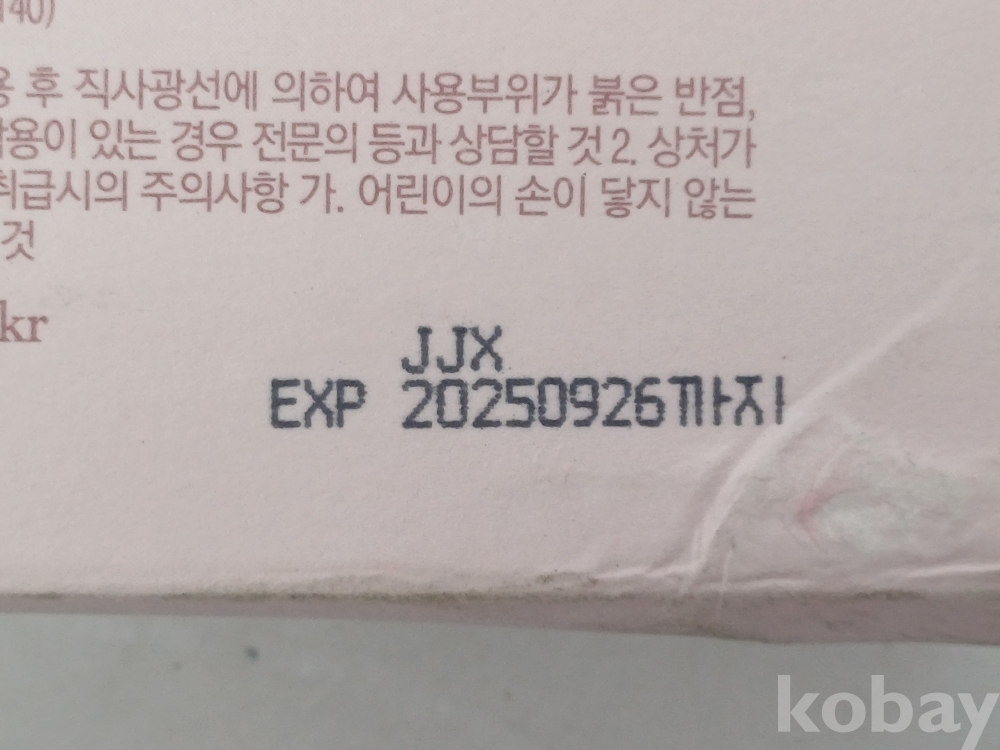 140)
용 후 직사광선에 의하여 사용부위가 붉은 반점,
작용이 있는 경우 전문의 등과 상담할 것 2. 상처가
취급시의 주의사항 가. 어린이의 손이 닿지 않는
것
kr
JJX
EXP 20250926까지
kobay